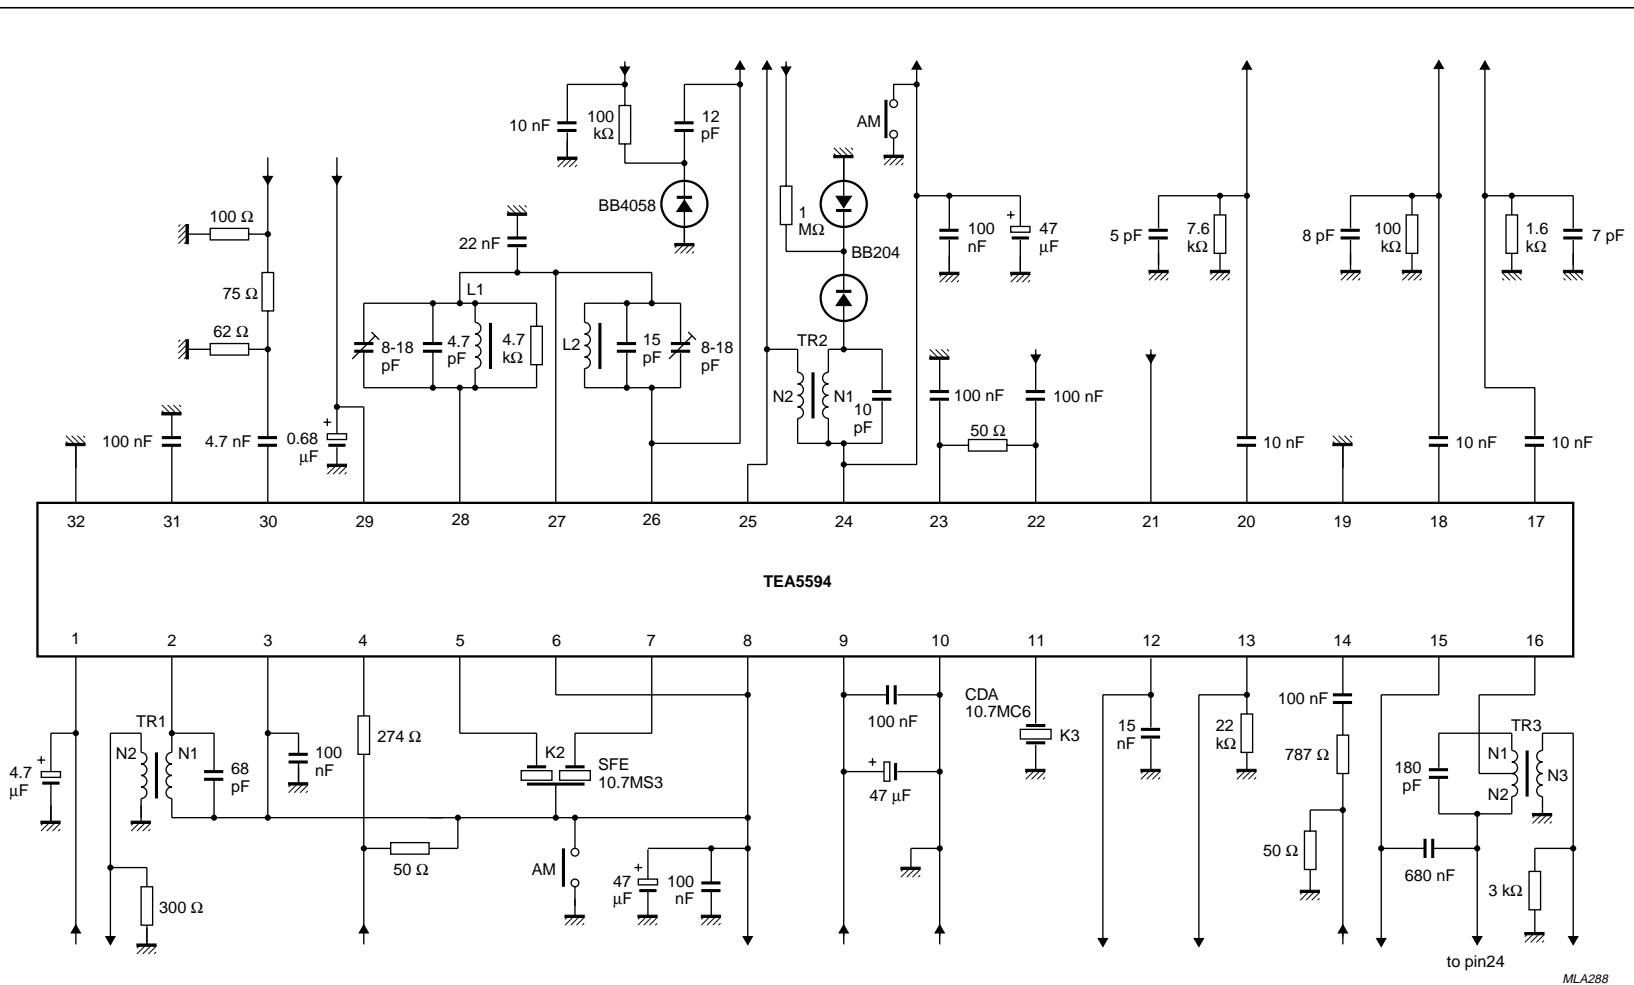 12 pF
10 nF
100 kΩ
AM
BB4058
100 Ω
22 nF
1 MΩ
BB204
100 nF
+
47 µF
5 pF
7.6 kΩ
8 pF
100 kΩ
1.6 kΩ
7 pF
75 Ω
62 Ω
L1
8-18 pF
4.7 pF
4.7 kΩ
L2
15 pF
8-18 pF
TR2
N2
N1
10 pF
100 nF
100 nF
50 Ω
100 nF
4.7 nF
+
0.68 µF
10 nF
10 nF
10 nF
32 31 30 29 28 27 26 25 24 23 22 21 20 19 18 17
TEA5594
1 2 3 4 5 6 7 8 9 10 11 12 13 14 15 16
+
4.7 µF
TR1
N2
N1
68 pF
100 nF
274 Ω
K2
SFE
10.7MS3
100 nF
+
47 µF
CDA
10.7MC6
K3
15 nF
22 kΩ
100 nF
787 Ω
180 pF
TR3
N1
N2
N3
300 Ω
50 Ω
AM
+
47 µF
100 nF
50 Ω
680 nF
3 kΩ
to pin24
MLA288